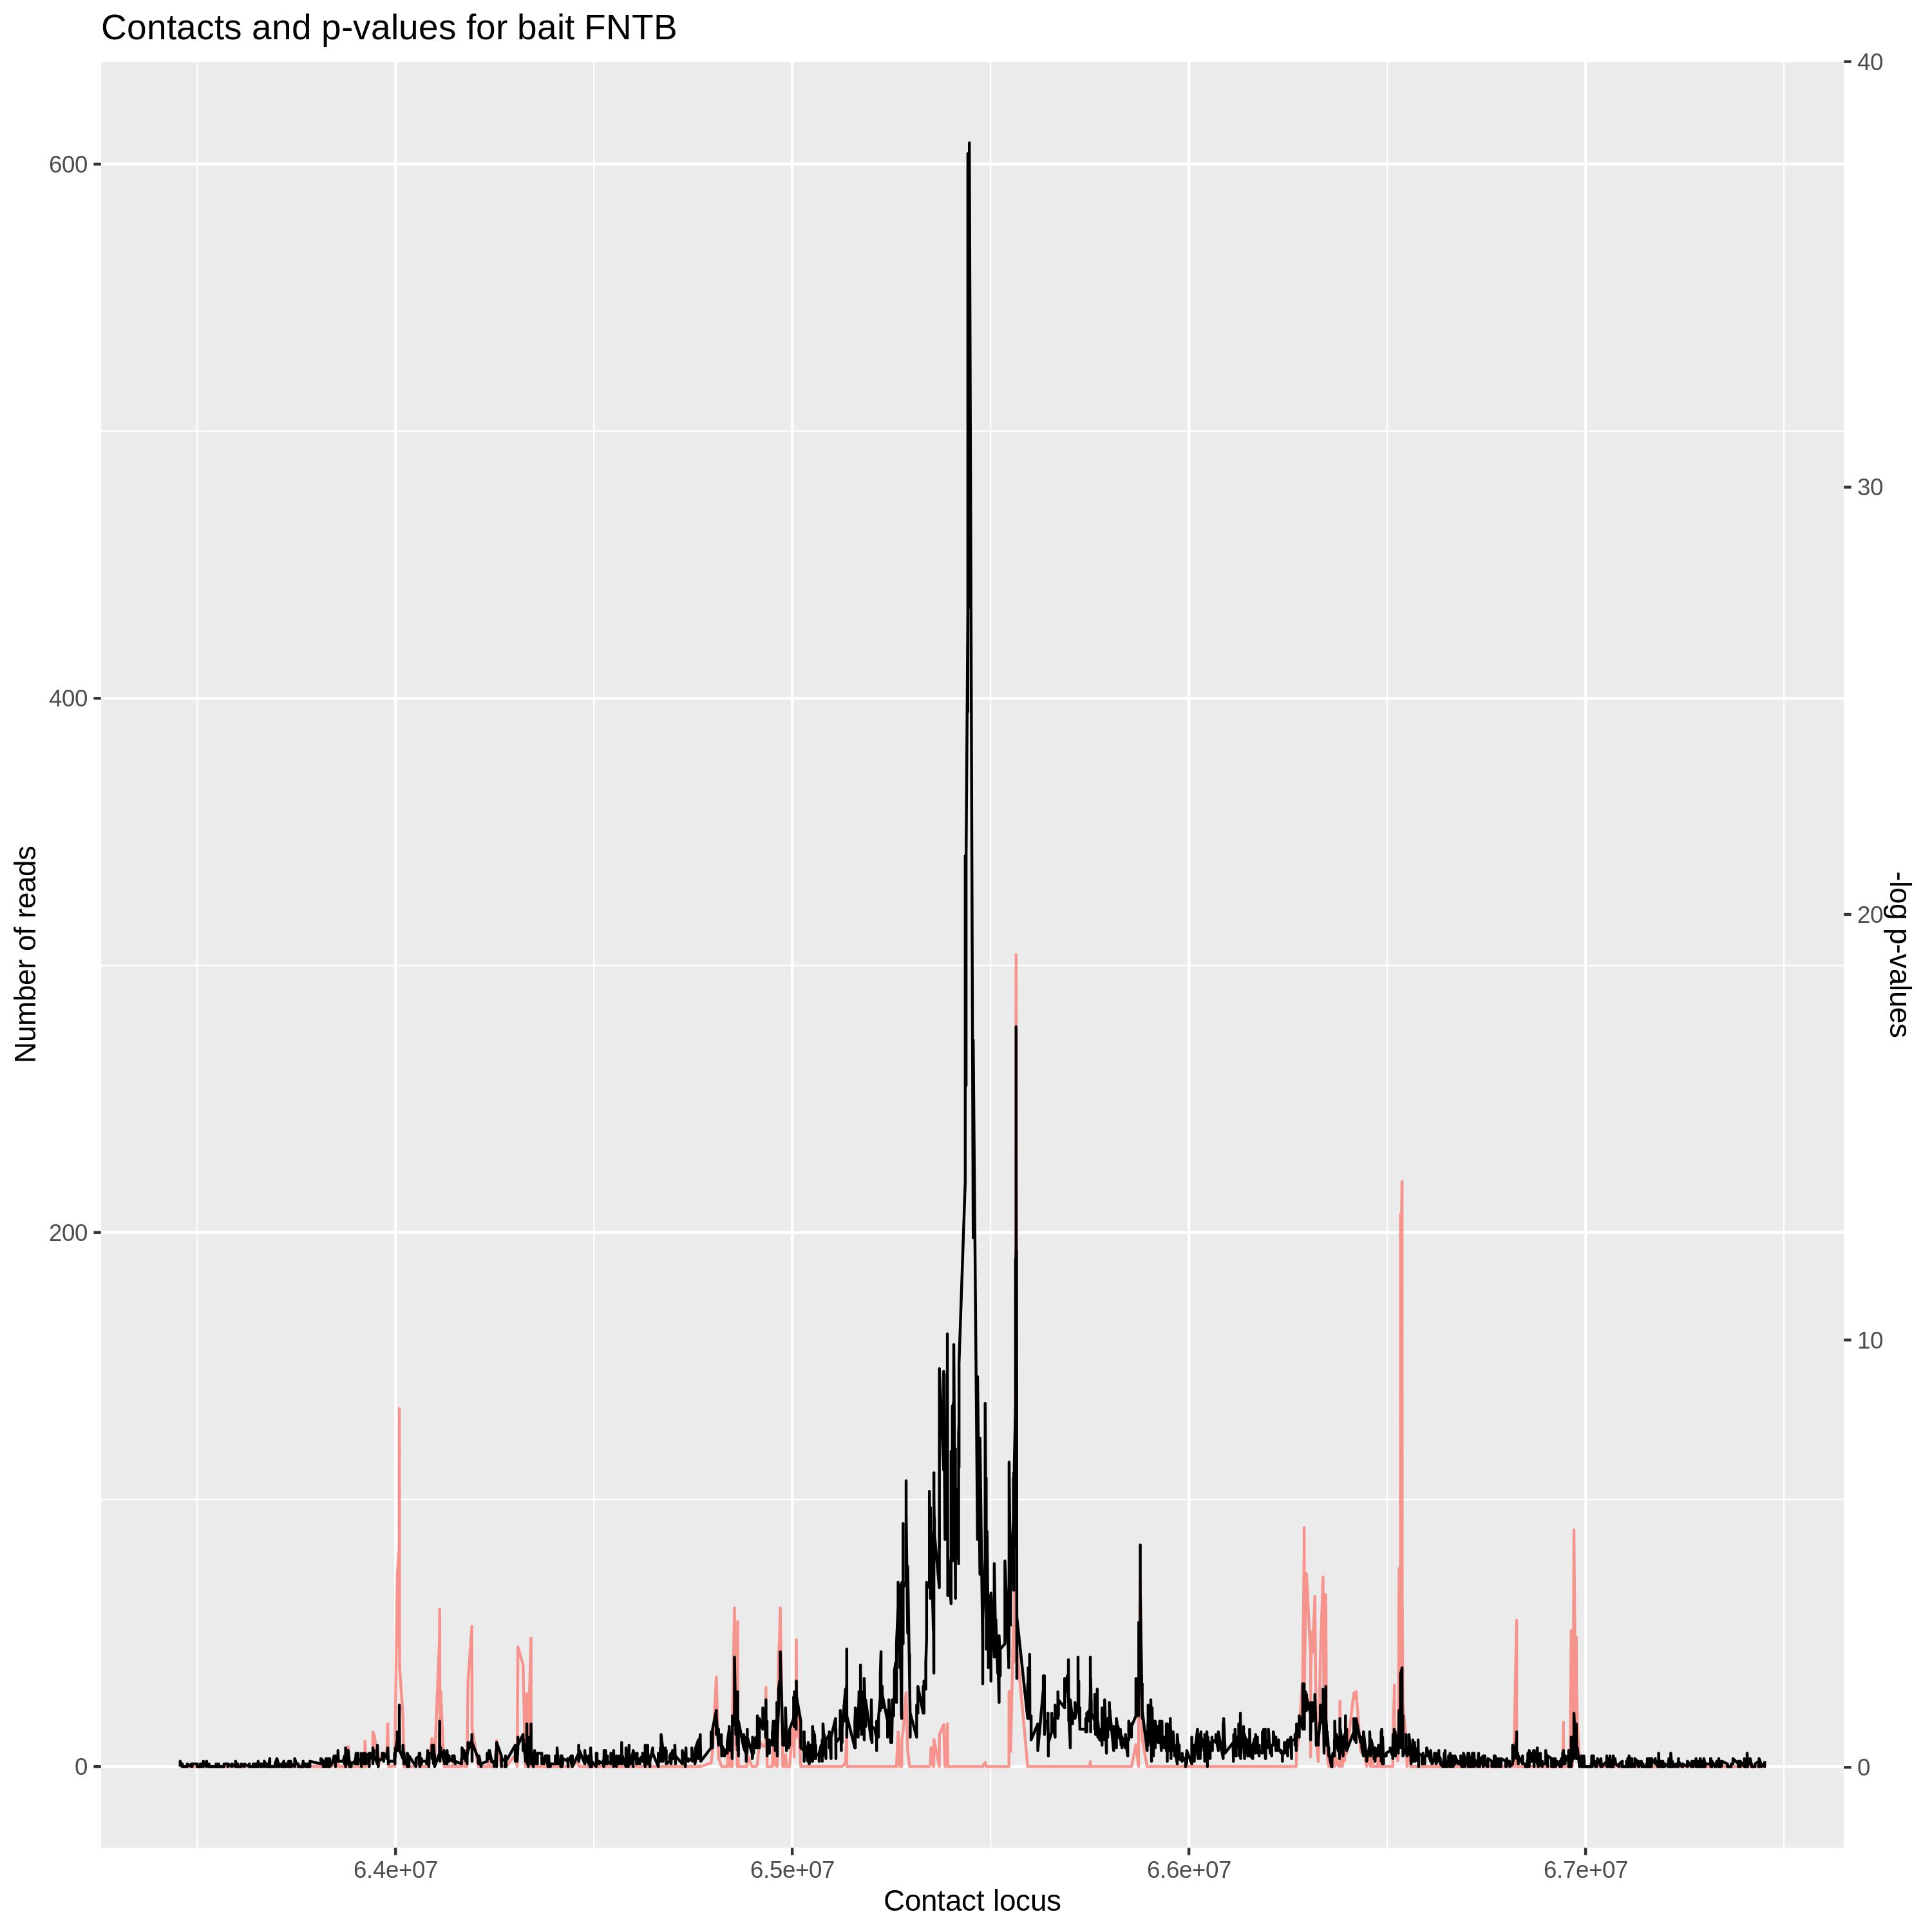 Contacts and p-values for bait FNTB
600
400
200
0
Number of reads
40
30
20
10
0
-log p-values
6.4e+07
6.5e+07
6.6e+07
6.7e+07
Contact locus